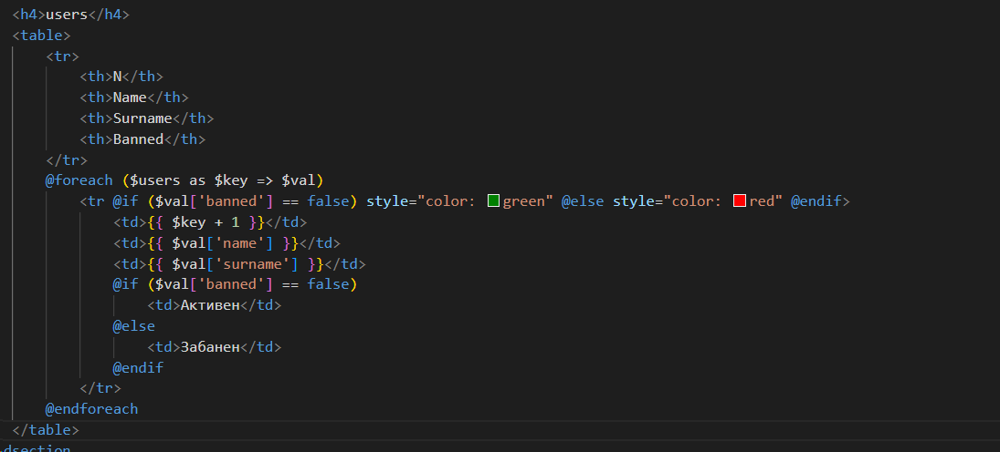 <h4>users</h4>
<table>
<tr>
<th>N</th>
<th>Name</th>
<th>Surname</th>
<th>Banned</th>
</tr>
@foreach ($users as $key => $val)
<tr @if ($val['banned'] == false) style="color: green" @else style="color: red" @endif>
<td>{{ $key + 1 }}</td>
<td>{{ $val['name'] }}</td>
<td>{{ $val['surname'] }}</td>
@if ($val['banned'] == false)
<td>Активен</td>
@else
<td>Забанен</td>
@endif
</tr>
@endforeach
</table>
dsection